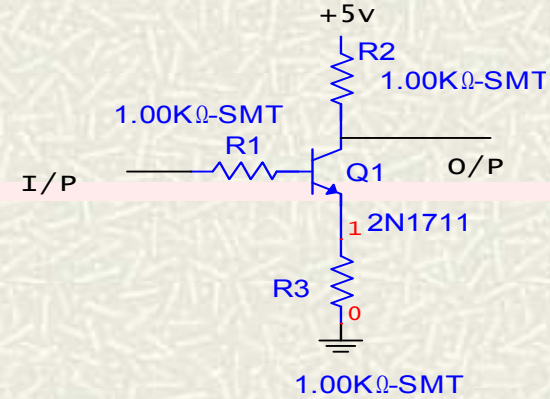 +5v
R2
1.00KΩ-SMT
1.00KΩ-SMT
R1
I/P
Q1
O/P
1
2N1711
R3
0
1.00KΩ-SMT